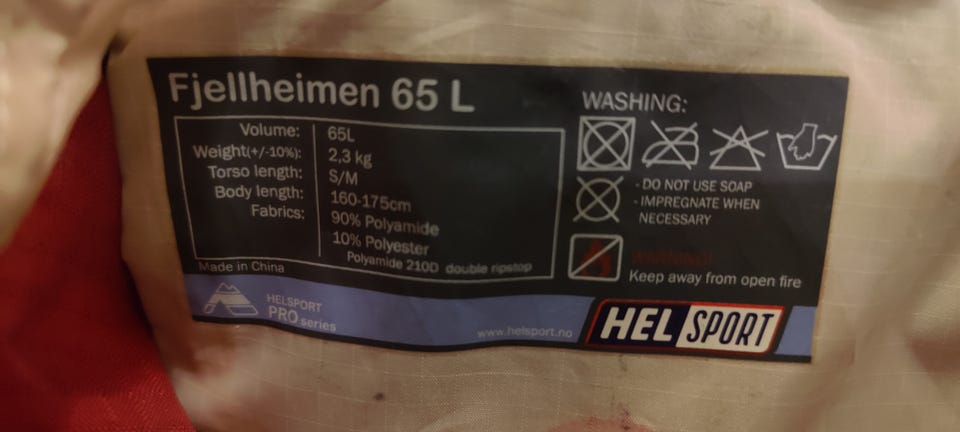 Fjellheimen 65 L
Volume: 65L
Weight(+/-10%): 2,3 kg
Torso length: S/M
Body length: 160-175cm
Fabrics: 90% Polyamide
10% Polyester
Polyamide 210D double ripstop
Made in China
HELSPORT
PRO series
www.helsport.no
WASHING:
- DO NOT USE SOAP
- IMPREGNATE WHEN
NECESSARY
WARNING!
Keep away from open fire
HELSPORT